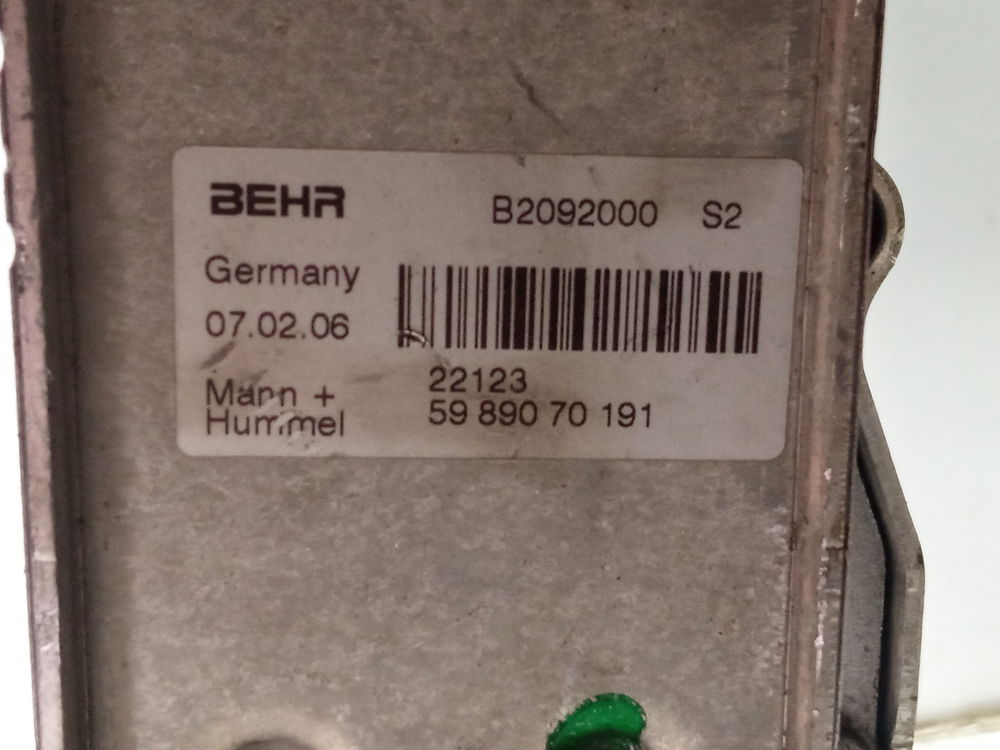 BEHR B2092000 S2
Germany
07.02.06
Mann +
Hummel
22123
59 890 70 191